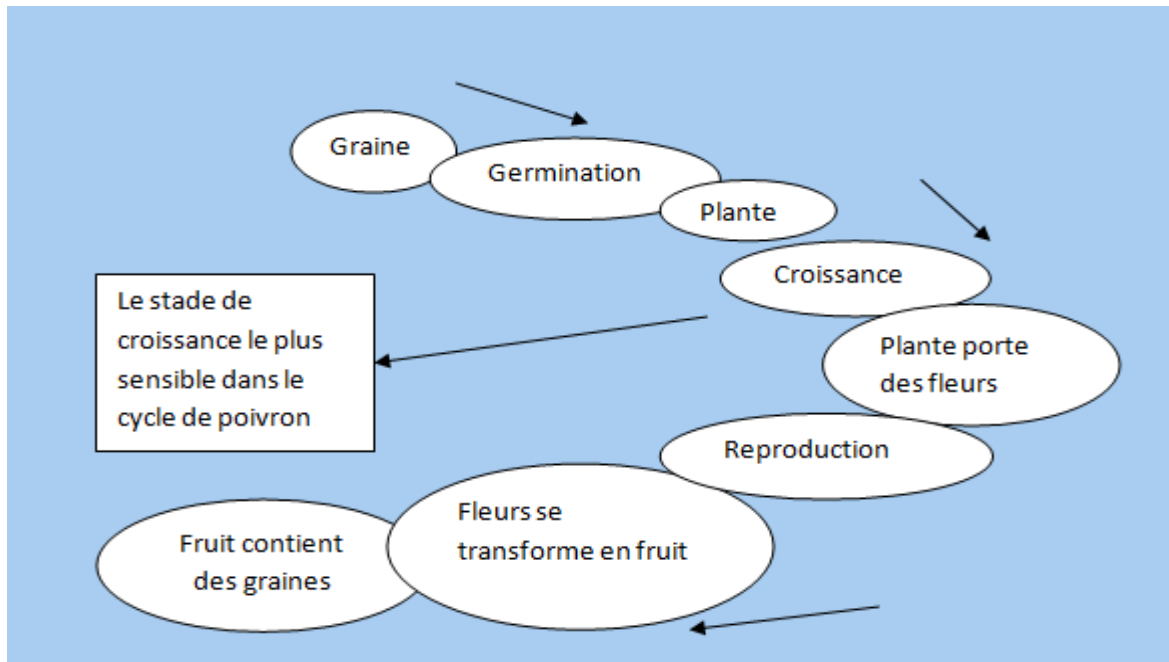 Graine
Germination
Plante
Croissance
Le stade de
croissance le plus
sensible dans le
cycle de poivron
Plante porte
des fleurs
Reproduction
Fleurs se
transforme en fruit
Fruit contient
des graines